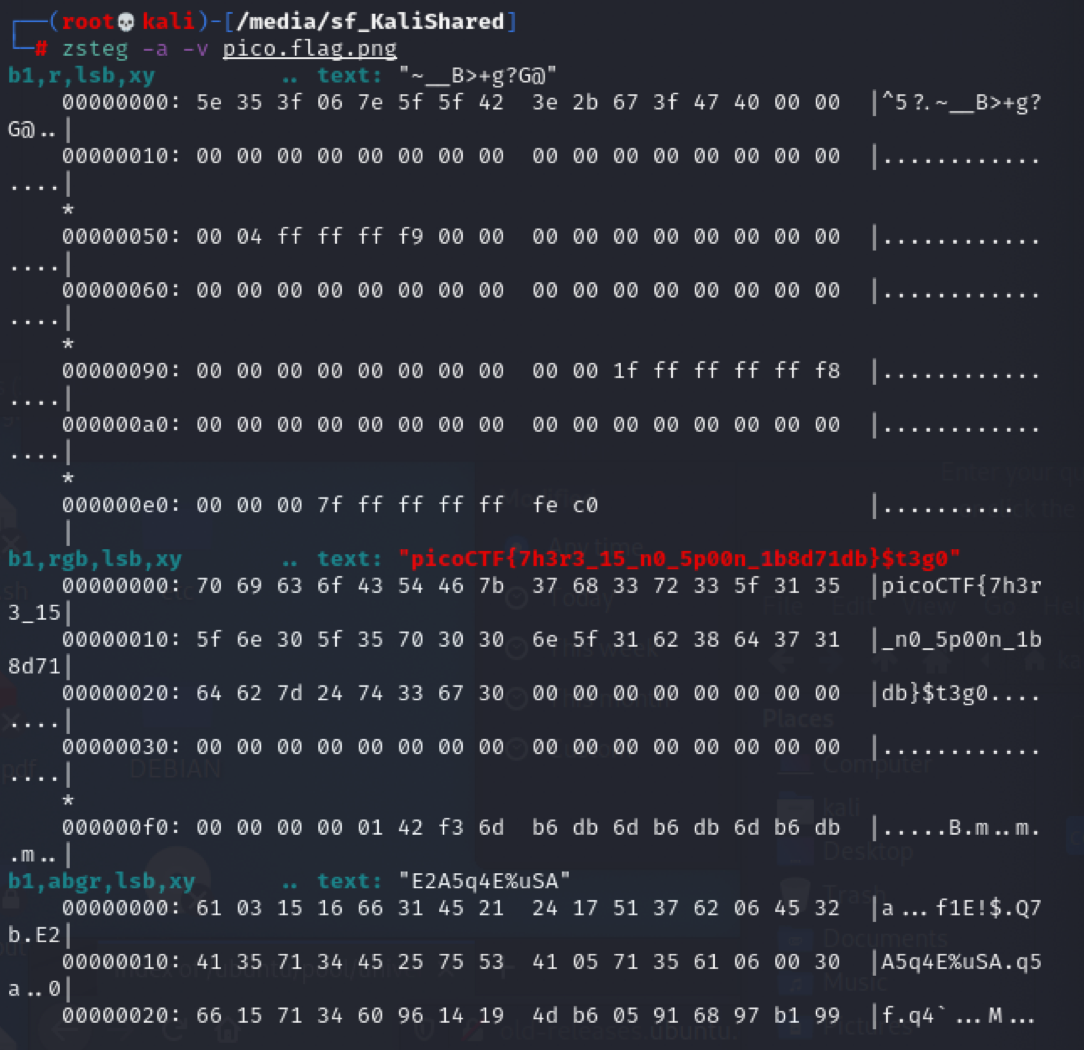 ┌──(root💀kali)-[/media/sf_KaliShared]
└─# zsteg -a -v pico.flag.png
b1,r,lsb,xy         .. text: "~__B>+g?G@"
    00000000: 5e 35 3f 06 7e 5f 5f 42  3e 2b 67 3f 47 40 00 00  |^5?.~__B>+g?
G@..|
    00000010: 00 00 00 00 00 00 00 00  00 00 00 00 00 00 00 00  |............
....|
    *
    00000050: 00 04 ff ff ff f9 00 00  00 00 00 00 00 00 00 00  |............
....|
    00000060: 00 00 00 00 00 00 00 00  00 00 00 00 00 00 00 00  |............
....|
    *
    00000090: 00 00 00 00 00 00 00 00  00 00 1f ff ff ff ff f8  |............
....|
    000000a0: 00 00 00 00 00 00 00 00  00 00 00 00 00 00 00 00  |............
....|
    *
    000000e0: 00 00 00 7f ff ff ff ff  fe c0                    |..........
|
b1,rgb,lsb,xy       .. text: "picoCTF{7h3r3_15_n0_5p00n_1b8d71db}$t3g0"
    00000000: 70 69 63 6f 43 54 46 7b  37 68 33 72 33 5f 31 35  |picoCTF{7h3r
3_15|
    00000010: 5f 6e 30 5f 35 70 30 30  6e 5f 31 62 38 64 37 31  |_n0_5p00n_1b
8d71|
    00000020: 64 62 7d 24 74 33 67 30  00 00 00 00 00 00 00 00  |db}$t3g0....
....|
    00000030: 00 00 00 00 00 00 00 00  00 00 00 00 00 00 00 00  |............
....|
    *
    000000f0: 00 00 00 00 01 42 f3 6d  b6 db 6d b6 db 6d b6 db  |.....B.m..m.
.m..|
b1,abgr,lsb,xy      .. text: "E2A5q4E%uSA"
    00000000: 61 03 15 16 66 31 45 21  24 17 51 37 62 06 45 32  |a...f1E!$.Q7
b.E2|
    00000010: 41 35 71 34 45 25 75 53  41 05 71 35 61 06 00 30  |A5q4E%uSA.q5
a..0|
    00000020: 66 15 71 34 60 96 14 19  4d b6 05 91 68 97 b1 99  |f.q4`...M...